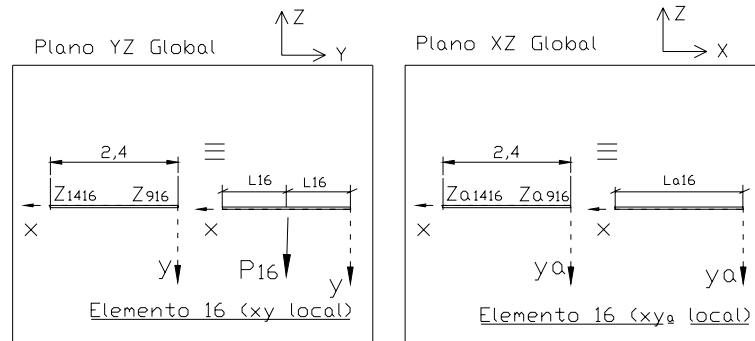 Plano YZ Global
Z
Y
2,4
L16 L16
Z1416 Z916
x
x
y
P16
y
Elemento 16 (xy local)
Plano XZ Global
Z
X
2,4
La16
Za1416 Za916
x
x
ya
ya
Elemento 16 (xya local)